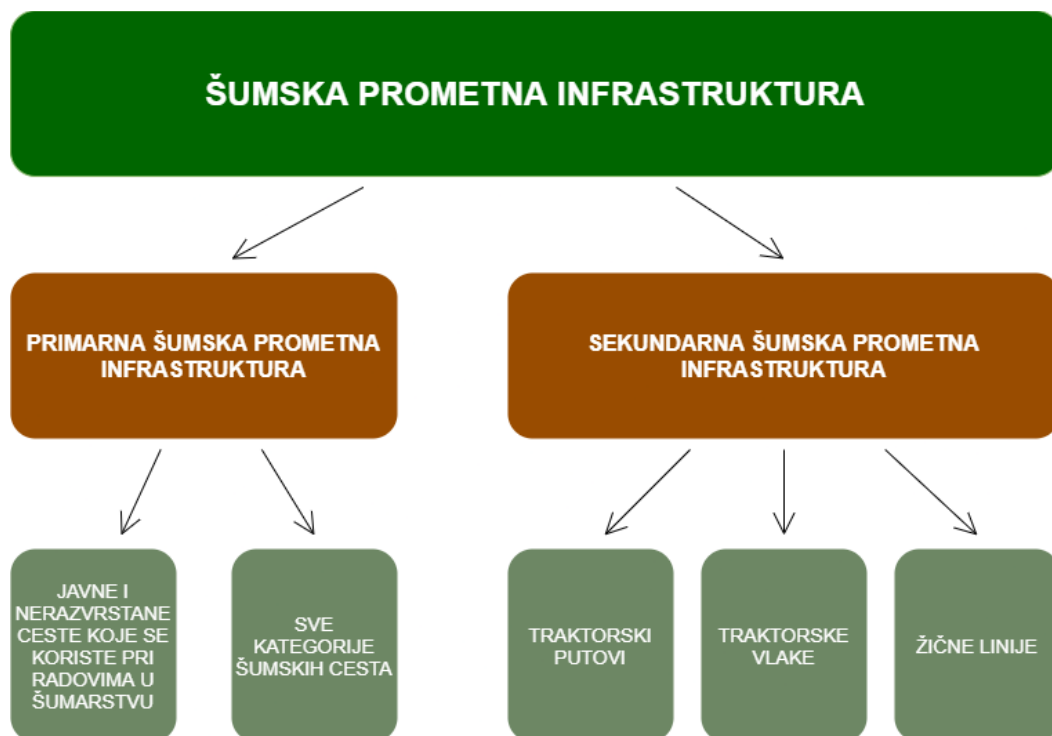 ŠUMSKA PROMETNA INFRASTRUKTURA
PRIMARNA ŠUMSKA PROMETNA
INFRASTRUKTURA
SEKUNDARNA ŠUMSKA PROMETNA
INFRASTRUKTURA
JAVNE I
NERAZVRSTANE
CESTE KOJE SE
KORISTE PRI
RADOVIMA U
ŠUMARSTVU
SVE
KATEGORIJE
ŠUMSKIH CESTA
TRAKTORSKI
PUTOVI
TRAKTORSKE
VLAKE
ŽIČNE LINIJE